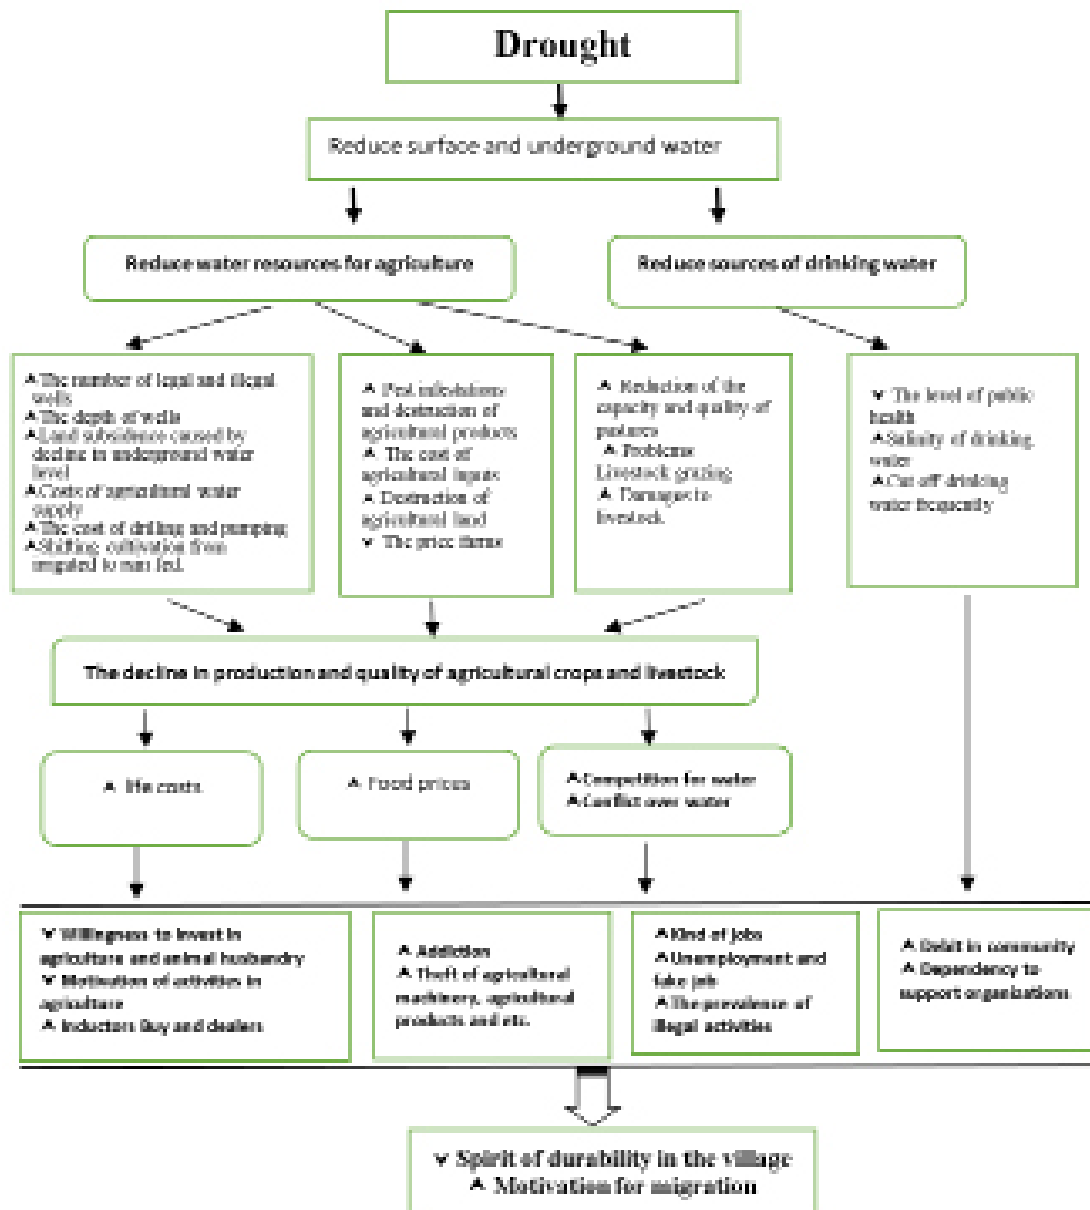 Drought
Reduce surface and underground water
Reduce water resources for agriculture
Reduce sources of drinking water
The number of legal and illegal
wells
The depth of wells
Land subsidence caused by
decline in underground water
level
Costs of agricultural water
supply
The cost of drilling and pumping
Shifting cultivation from
irrigated to rain fed.
Pest infestations
and destruction of
agricultural products
The cost of
agricultural inputs
Destruction of
agricultural land
The price
Reduction of the
capacity and quality of
pastures
Problems
Livestock grazing
Damages to
livestock.
The level of public
health
Salinity of drinking
water
Cut off drinking
water frequently
The decline in production and quality of agricultural crops and livestock
life costs
Food prices
Competition for water
Conflict over water
Willingness to invest in
agriculture and animal husbandry
Motivation of activities in
agriculture
Inductors Buy and dealers
Addiction
Theft of agricultural
machinery, agricultural
products and etc.
Kind of jobs
Unemployment and
fake job
The prevalence of
illegal activities
in community
Dependency to
support organizations
Spirit of durability in the village
Motivation for migration